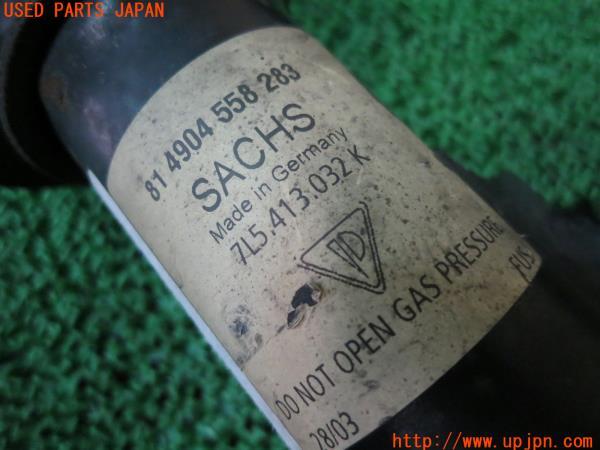 USED PARTS JAPAN
81 4904 558 283
SACHS
Made in Germany
7L5.413.032 K
DO NOT OPEN GAS PRESSURE
28/03
http://www.upjpn.com/